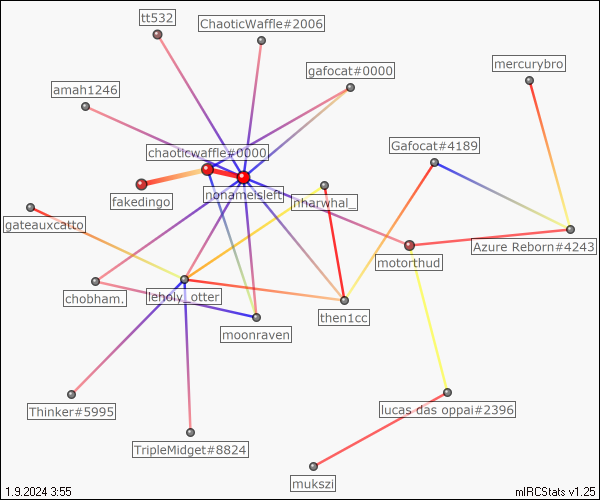 tt532
ChaoticWaffle#2006
mercurybro
gafocat#0000
amah1246
Gafocat#4189
chaoticwaffle#0000
fakedingo
nonameisleft
nharwhal_
gateauxcatto
Azure Reborn#4243
motorthud
chobham.
leholy_otter
then1cc
moonraven
Thinker#5995
lucas das oppai#2396
TripleMidget#8824
mukszi
1.9.2024 3:55
mIRCStats v1.25